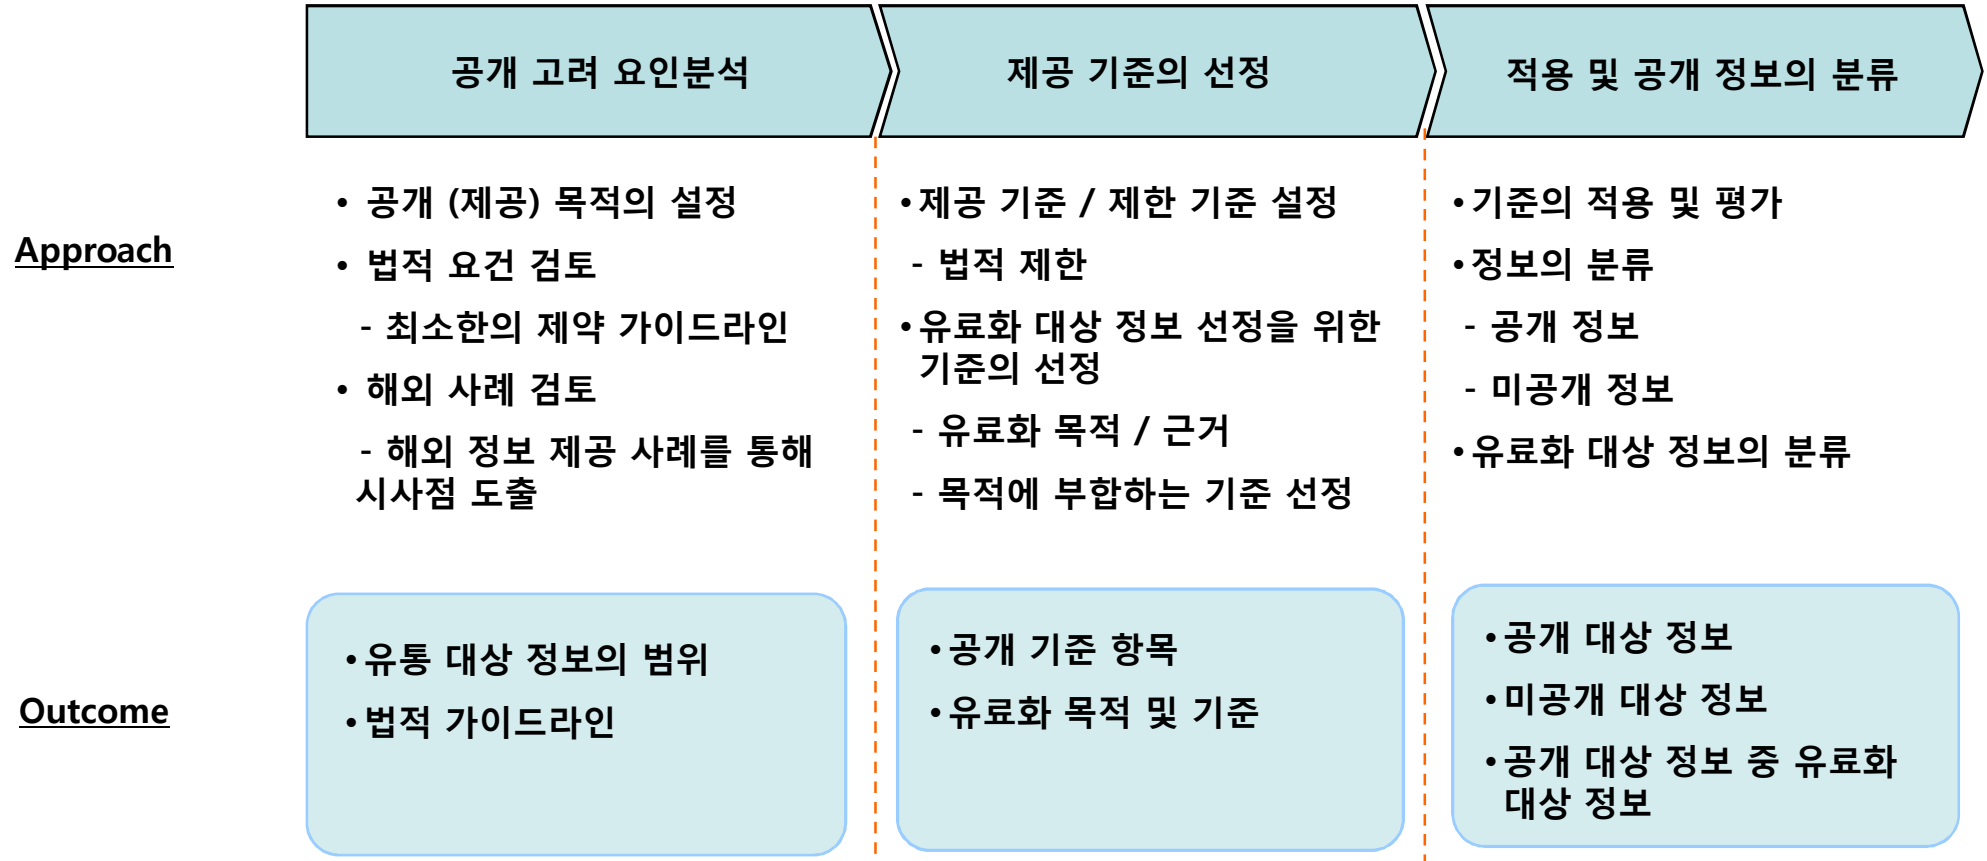 공개 고려 요인분석
제공 기준의 선정
적용 및 공개 정보의 분류
Approach
• 공개 (제공) 목적의 설정
• 법적 요건 검토
- 최소한의 제약 가이드라인
• 해외 사례 검토
- 해외 정보 제공 사례를 통해
시사점 도출
•제공 기준 / 제한 기준 설정
- 법적 제한
•유료화 대상 정보 선정을 위한
기준의 선정
- 유료화 목적 / 근거
- 목적에 부합하는 기준 선정
•기준의 적용 및 평가
•정보의 분류
- 공개 정보
- 미공개 정보
•유료화 대상 정보의 분류
Outcome
•유통 대상 정보의 범위
•법적 가이드라인
•공개 기준 항목
•유료화 목적 및 기준
•공개 대상 정보
•미공개 대상 정보
•공개 대상 정보 중 유료화
대상 정보